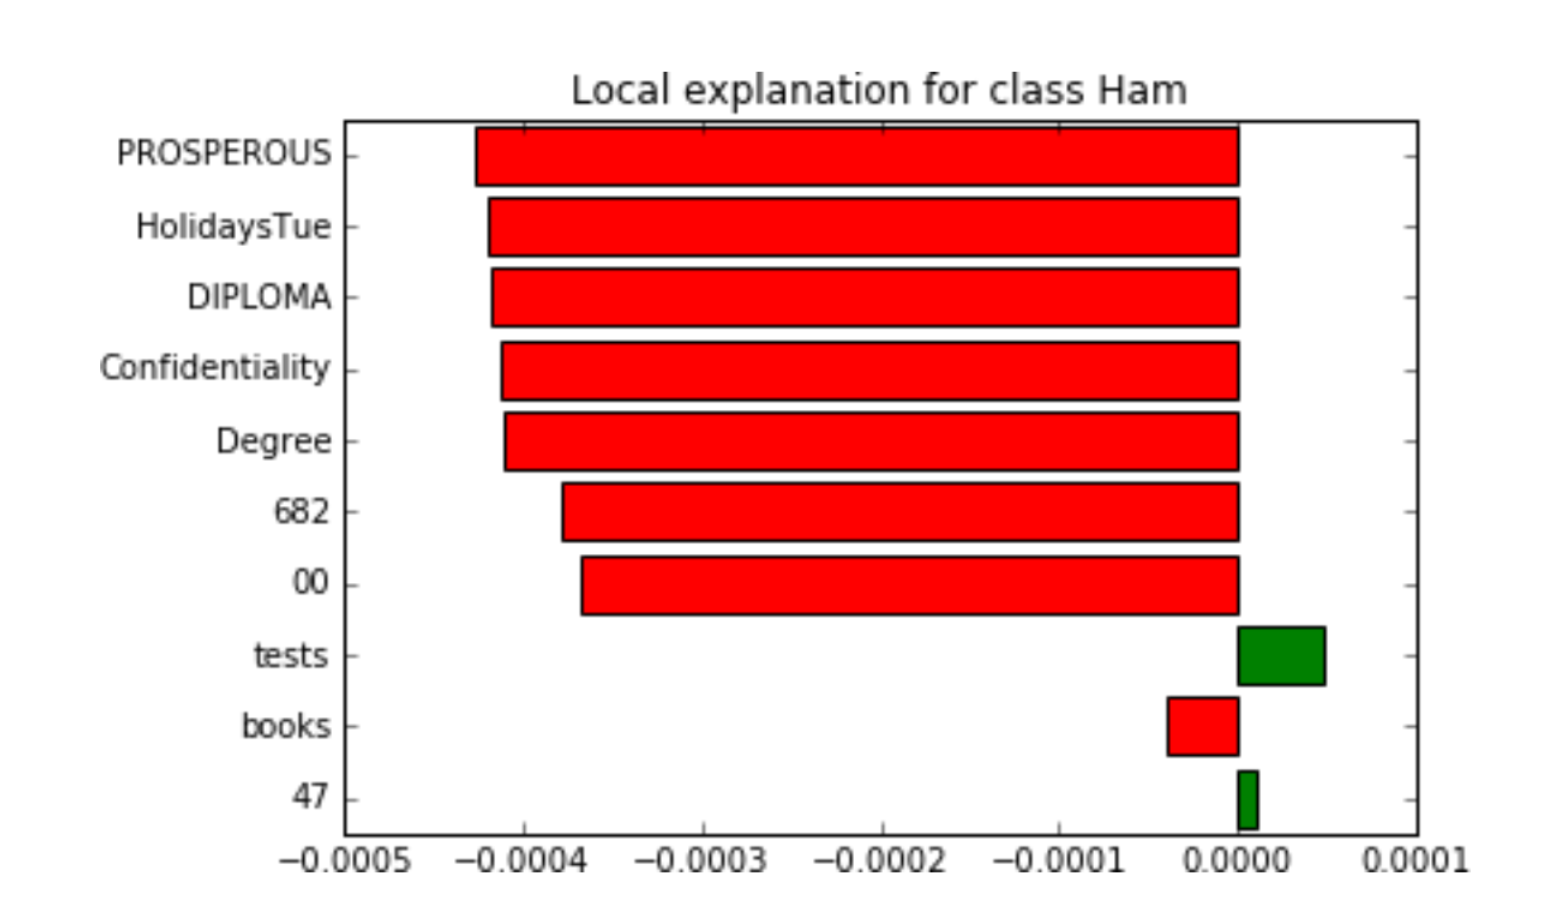 Local explanation for class Ham
PROSPEROUS
HolidaysTue
DIPLOMA
Confidentiality
Degree
682
00
tests
books
47
−0.0005 −0.0004 −0.0003 −0.0002 −0.0001 0.0000 0.0001